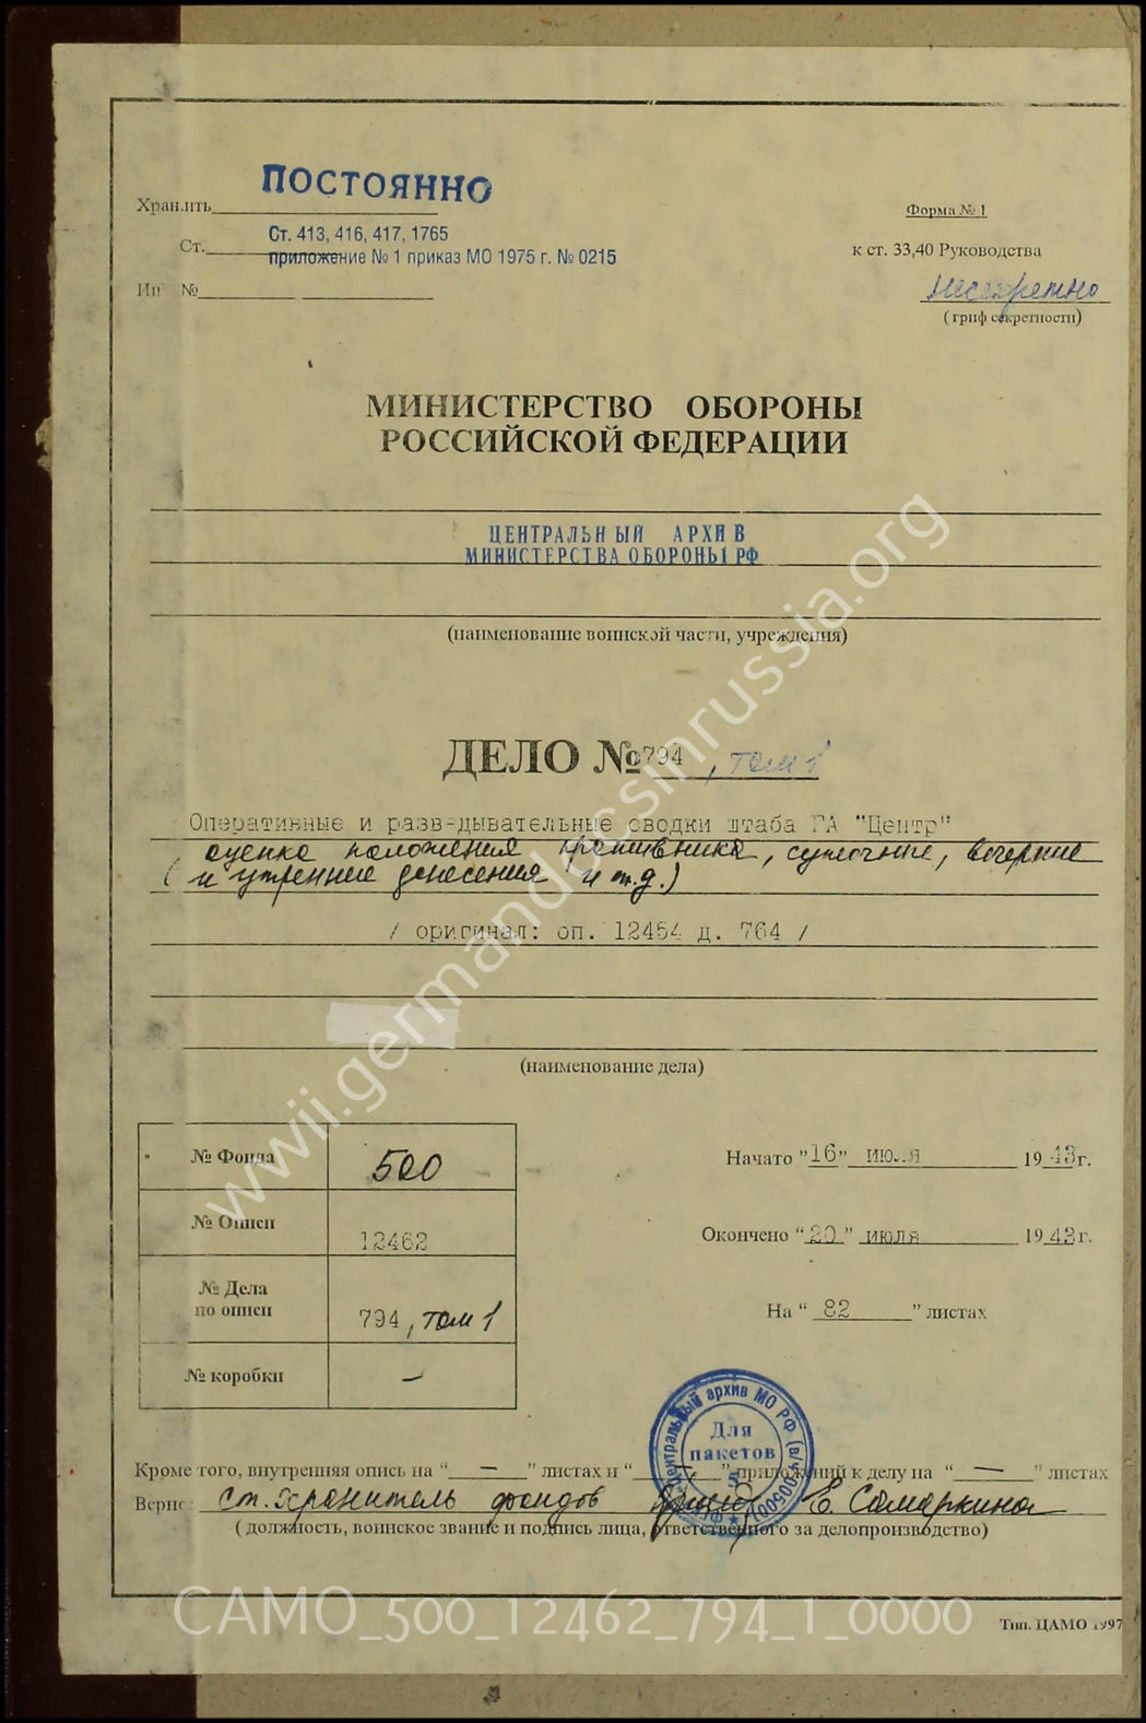 ПОСТОЯННО
Хранить
Ст. 413, 416, 417, 1765
Ст.
приложение № 1 приказ МО 1975 г. № 0215
№
Форма № 1
к ст. 33,40 Руководства
несекретно
(гриф секретности)
МИНИСТЕРСТВО ОБОРОНЫ
РОССИЙСКОЙ ФЕДЕРАЦИИ
ЦЕНТРАЛЬНЫЙ АРХИВ
МИНИСТЕРСТВА ОБОРОНЫ РФ
(наименование воинской части, учреждения)
ДЕЛО № 794, том 1
Оперативные и разведывательные сводки штаба ГА "Центр"
(оценка положения противника, суточные, вечерние
и утренние донесения и т.д.)
/ оригинал: оп. 12454 д. 764 /
(наименование дела)
№ Фонда 500
№ Описи 12462
№ Дела
по описи 794, том 1
№ коробки –
Начато "16" июля 1943 г.
Окончено "20" июля 1943 г.
На "82" листах
Центральный архив МО РФ
Для
пакетов
5
Кроме того, внутренняя опись на "–" листах и "–" приложений к делу на "–" листах
Верно: ст. хранитель фондов Е. Самаркина
(должность, воинское звание и подпись лица, ответственного за делопроизводство)
Тип. ЦАМО 1997
wwii.germandocsinrussia.org
CAMO_500_12462_794_1_0000